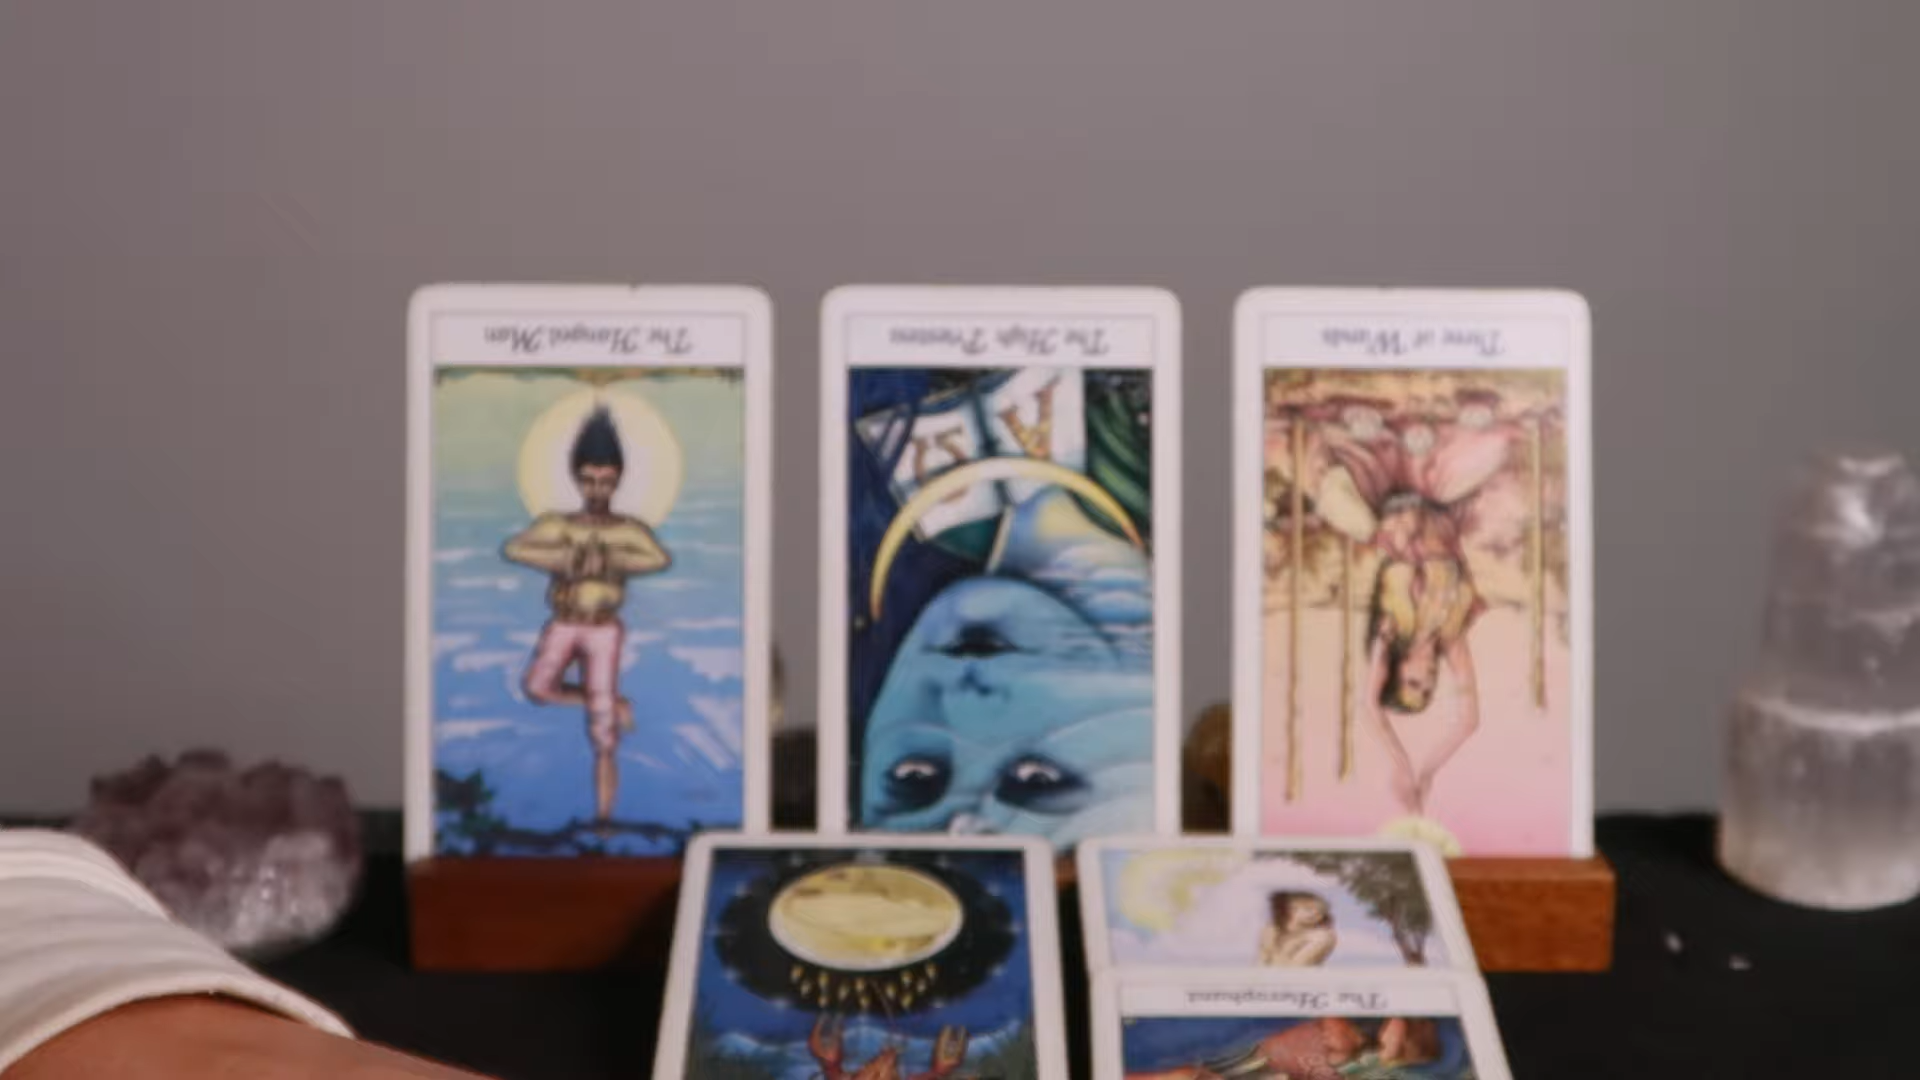 The Hanged Man
The High Priestess
Three of Wands
The Hierophant